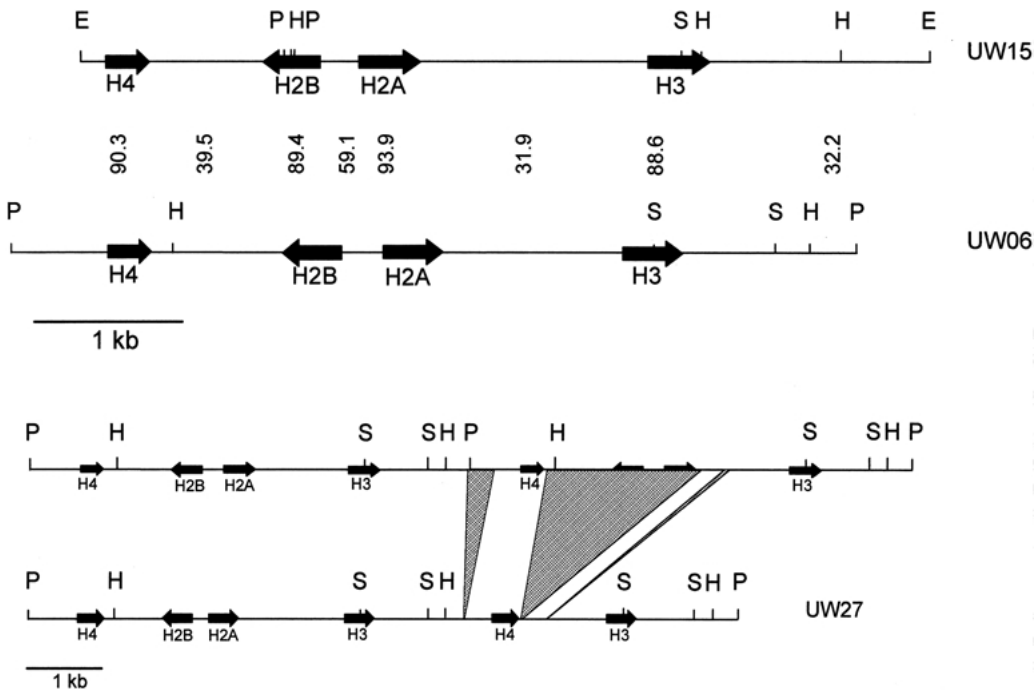 E P HP S H H E
UW15
H4 H2B H2A H3
90.3 39.5 89.4 59.1 93.9 31.9 88.6 32.2
P H S S H P
UW06
H4 H2B H2A H3
1 kb
P H S S H P H S S H P
H4 H2B H2A H3 H4 H3
P H S S H H4 S S H P
UW27
H4 H2B H2A H3 H3
1 kb